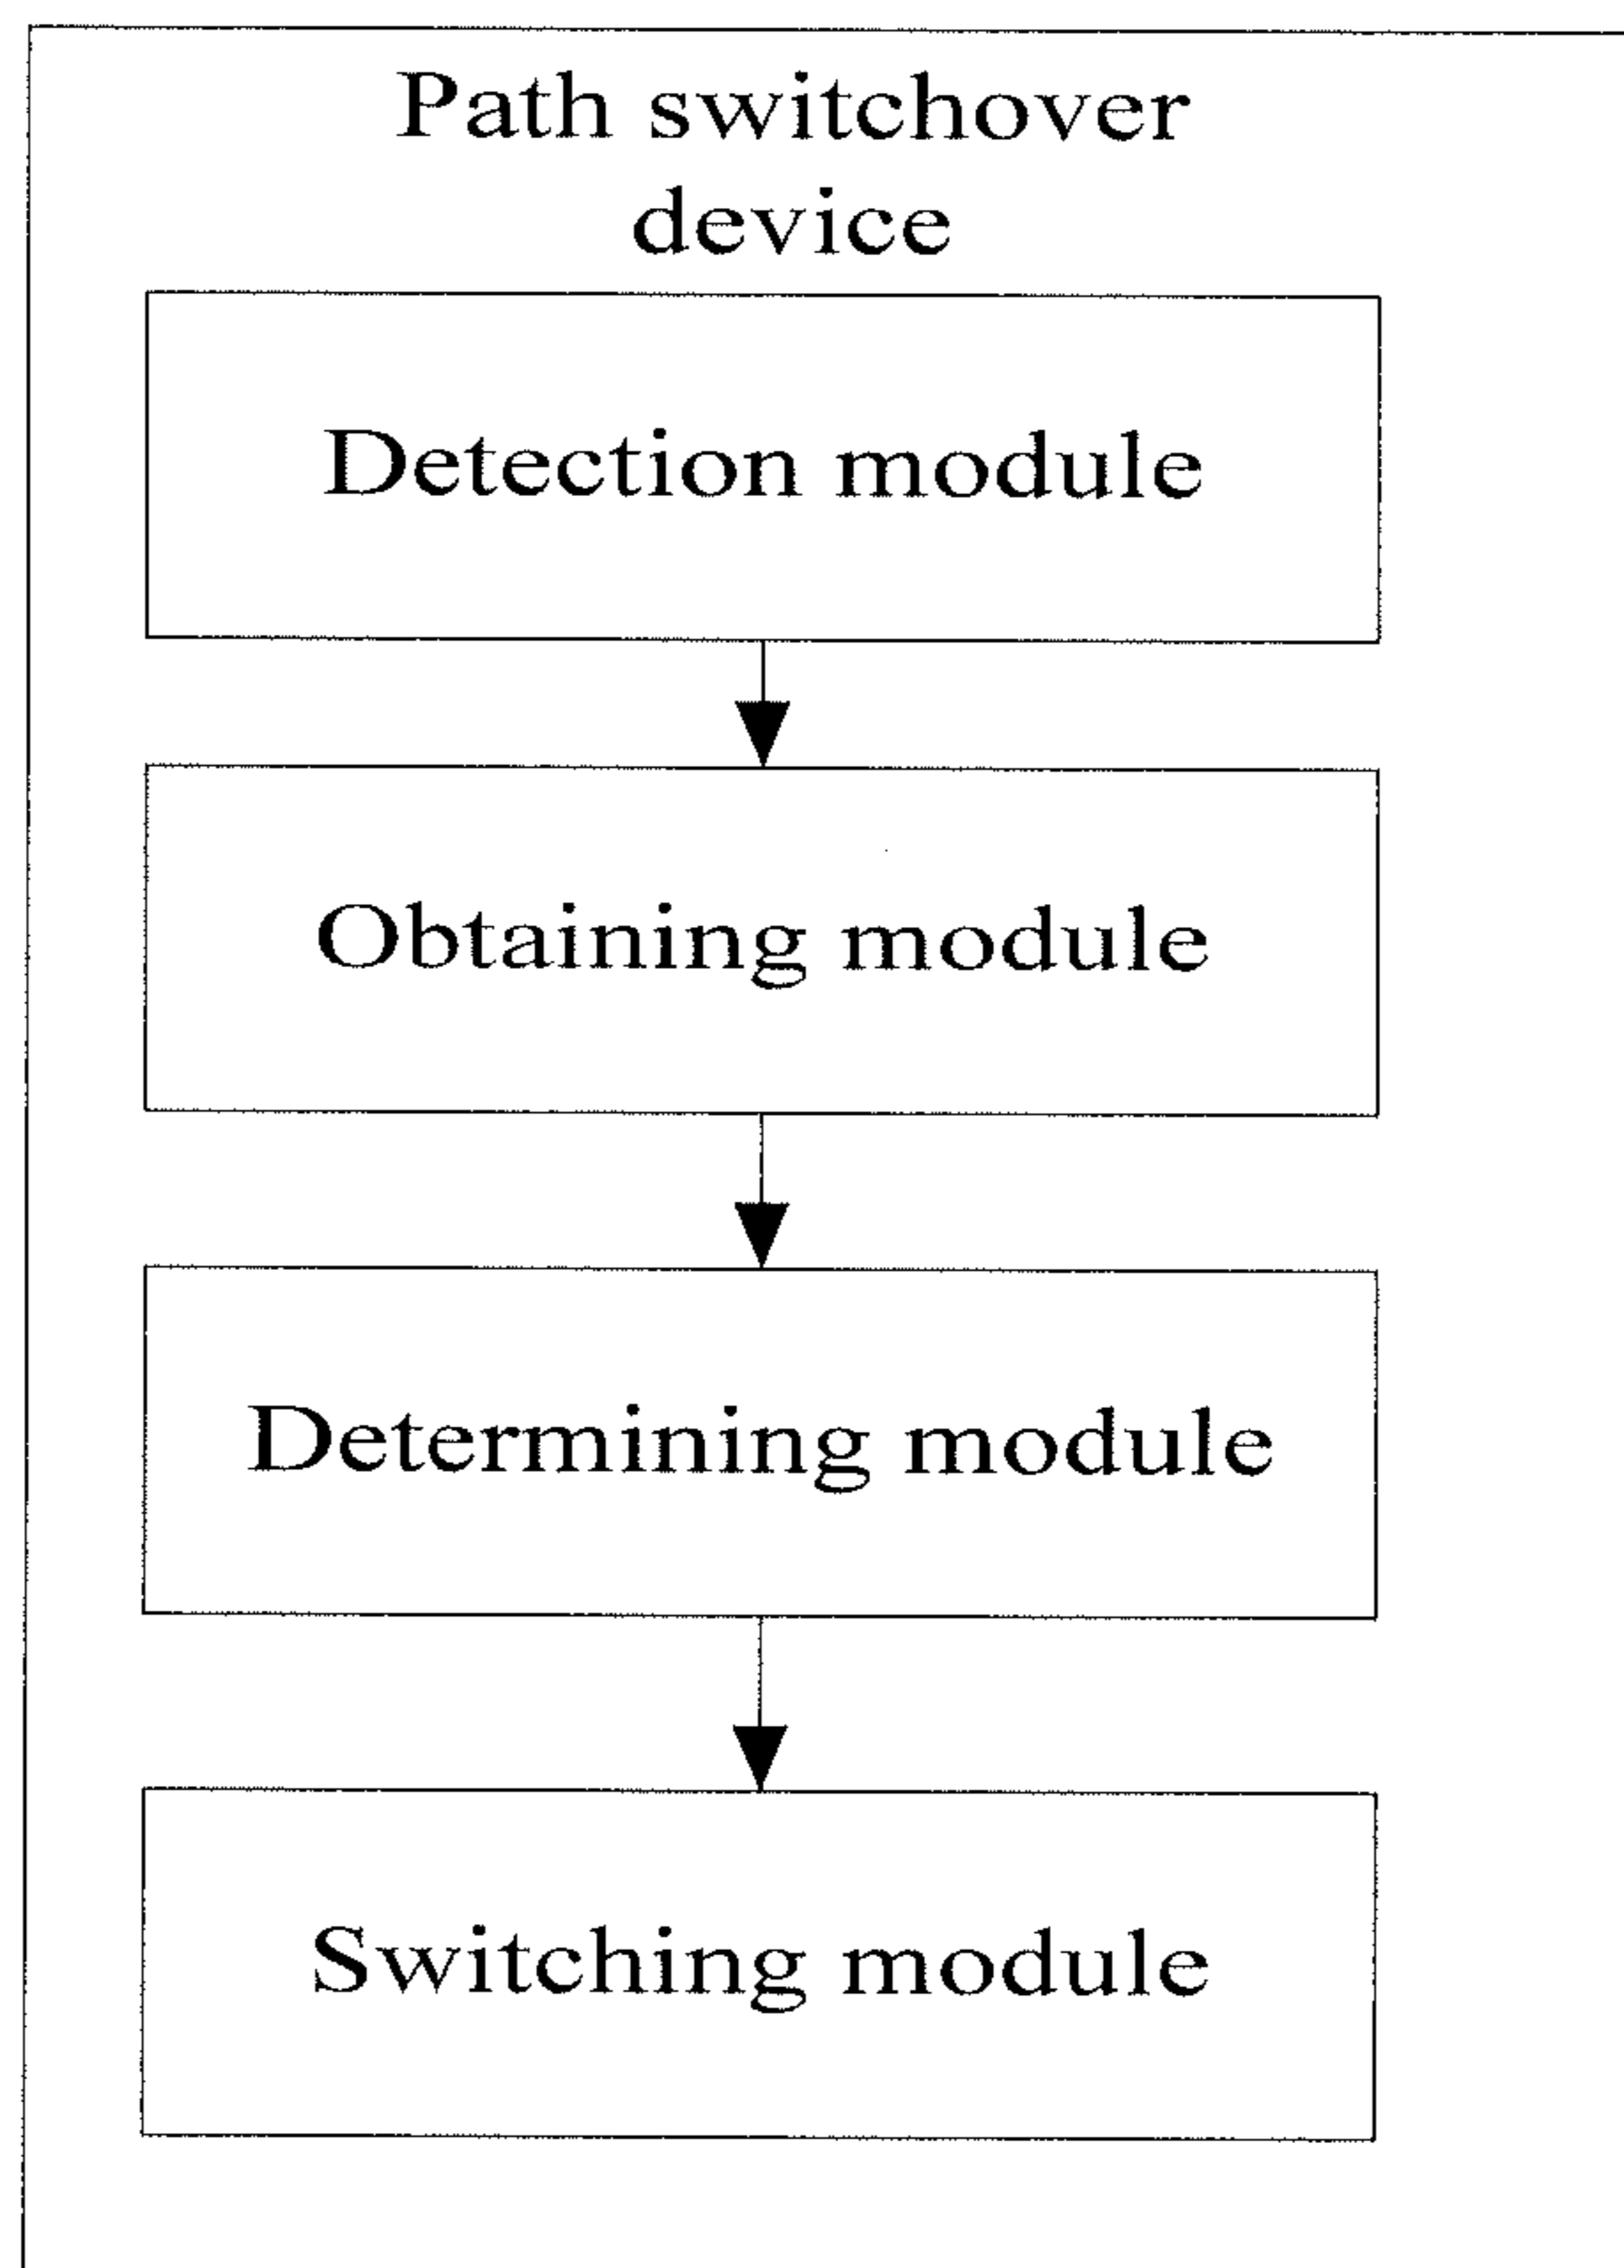 Path switchover
device
Detection module
Obtaining module
Determining module
Switching module